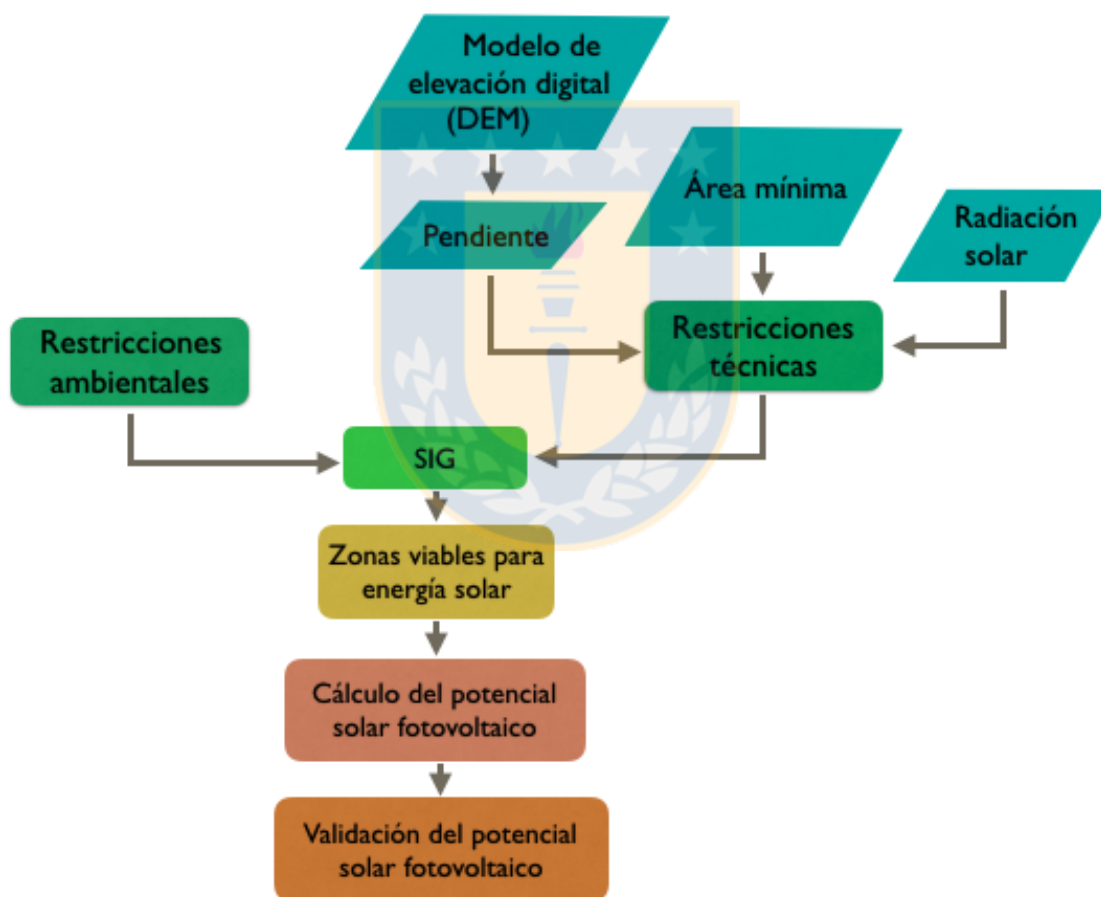 Modelo de
elevación digital
(DEM)
Área mínima
Pendiente
Radiación
solar
Restricciones
técnicas
Restricciones
ambientales
SIG
Zonas viables para
energía solar
Cálculo del potencial
solar fotovoltaico
Validación del potencial
solar fotovoltaico